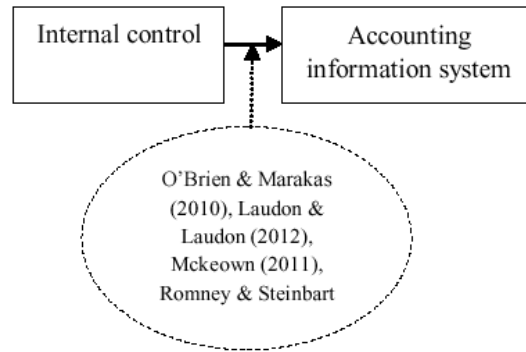 Internal control
Accounting
information system
O'Brien & Marakas
(2010), Laudon &
Laudon (2012),
Mckeown (2011),
Romney & Steinbart